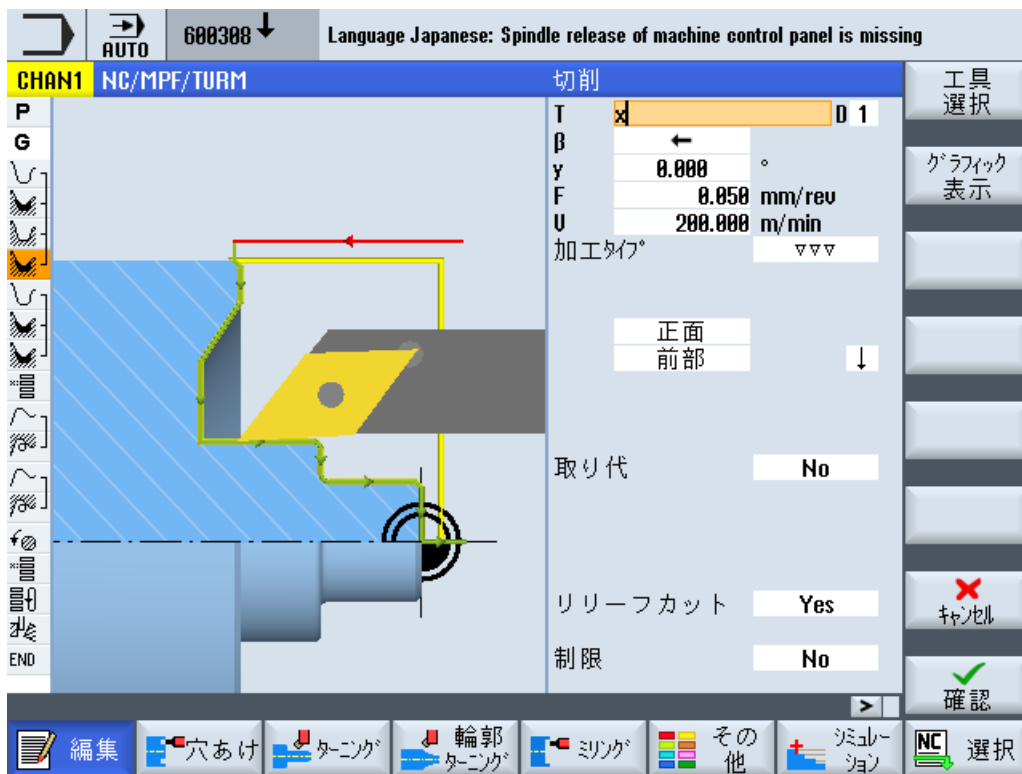 AUTO
600308
Language Japanese: Spindle release of machine control panel is missing
CHAN1 NC/MPF/TURM
切削
P
G
END
T x D 1
β ←
γ 0.000 °
F 0.050 mm/rev
V 200.000 m/min
加工ﾀｲﾌﾟ ▽▽▽
正面
前部 ↓
取り代 No
リリーフカット Yes
制限 No
>
工具
選択
ｸﾞﾗﾌｨｯｸ
表示
ｷｬﾝｾﾙ
確認
編集
穴あけ
ﾀｰﾆﾝｸﾞ
輪郭
ﾀｰﾆﾝｸﾞ
ﾐﾘﾝｸﾞ
その
他
ｼﾐｭﾚｰ
ｼｮﾝ
NC 選択